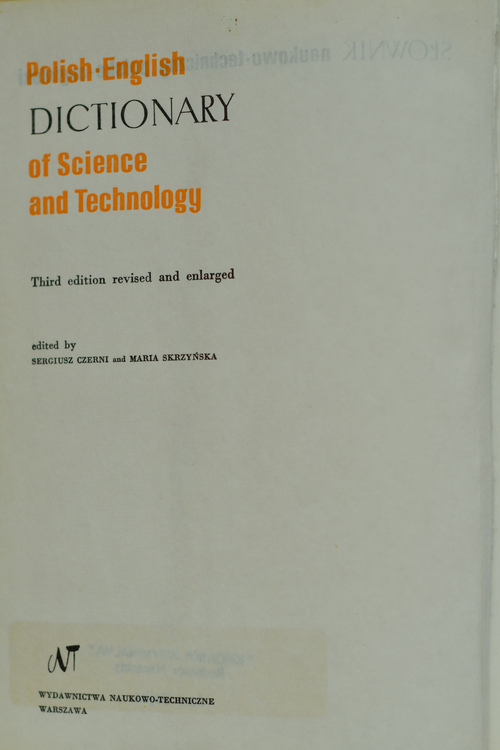 Polish-English
DICTIONARY
of Science
and Technology
Third edition revised and enlarged
edited by
SERGIUSZ CZERNI and MARIA SKRZYŃSKA
WNT
WYDAWNICTWA NAUKOWO-TECHNICZNE
WARSZAWA